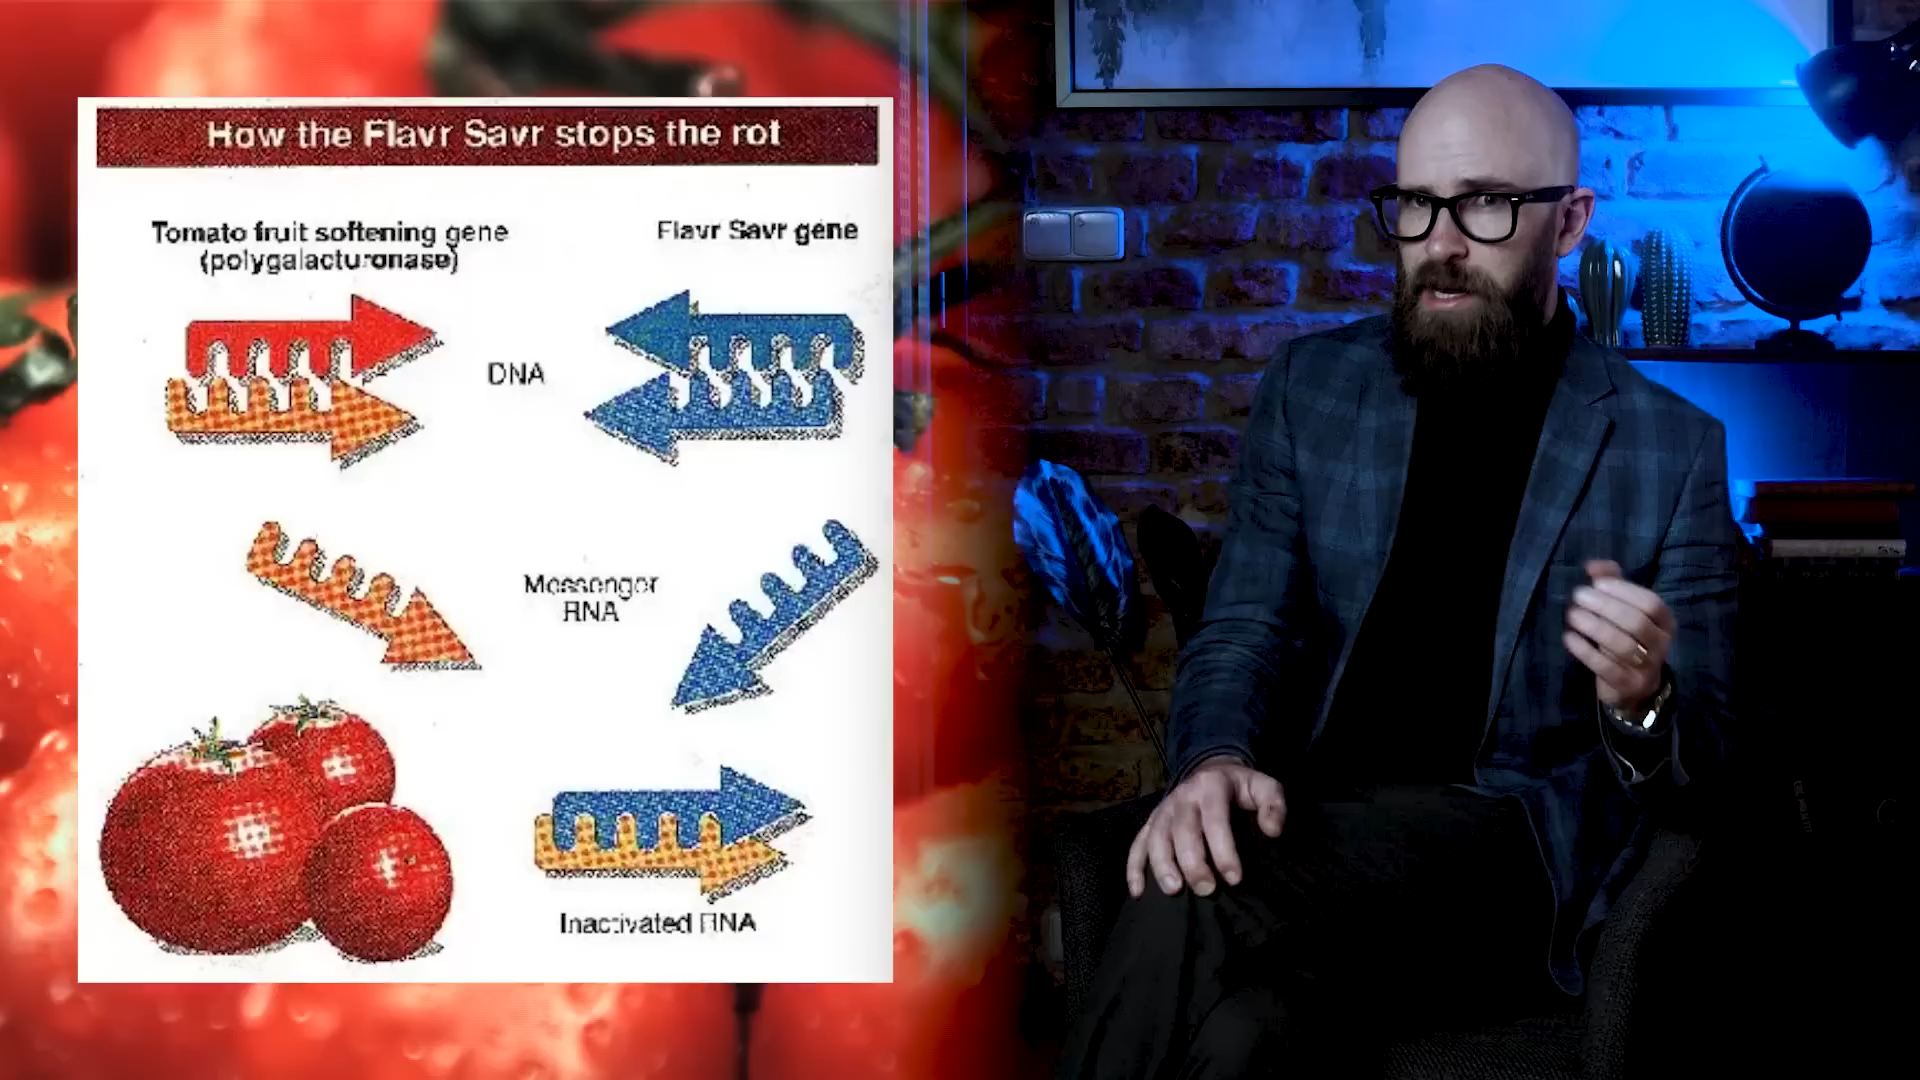 How the Flavr Savr stops the rot
Tomato fruit softening gene
(polygalacturonase)
Flavr Savr gene
DNA
Messenger
RNA
Inactivated RNA